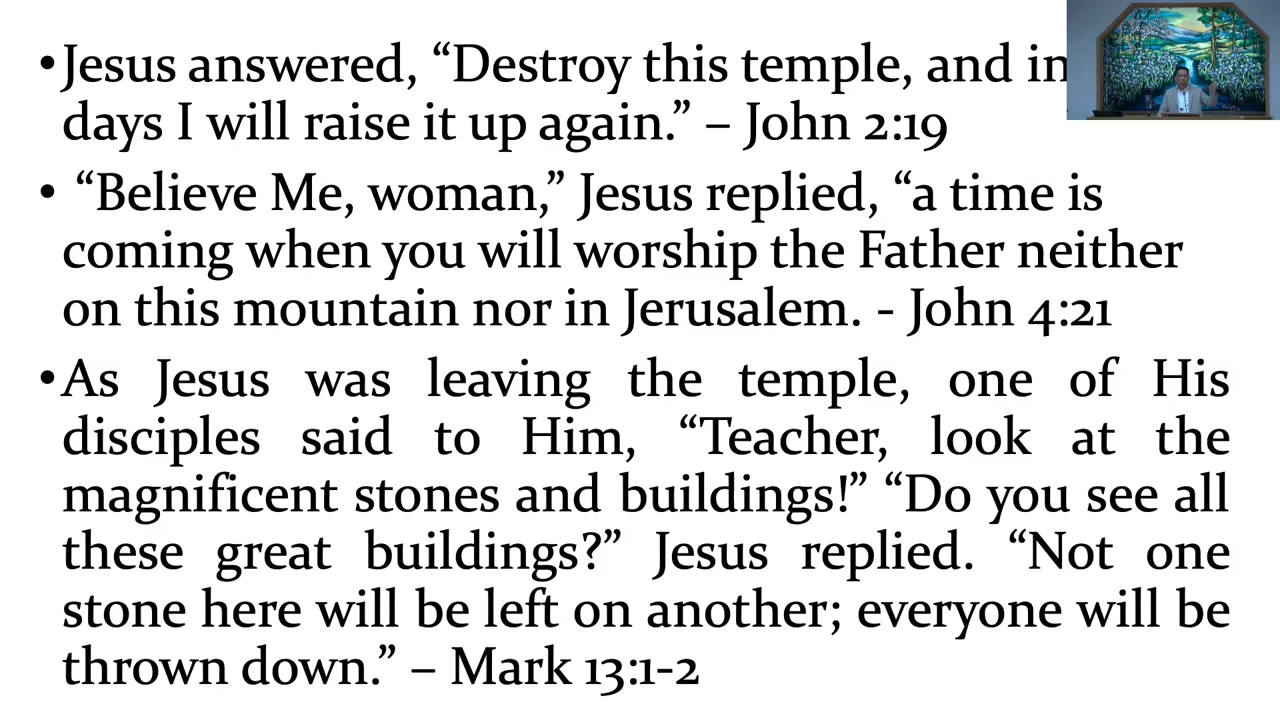 •Jesus answered, “Destroy this temple, and in
days I will raise it up again.” – John 2:19
• “Believe Me, woman,” Jesus replied, “a time is
coming when you will worship the Father neither
on this mountain nor in Jerusalem. - John 4:21
•As Jesus was leaving the temple, one of His
disciples said to Him, “Teacher, look at the
magnificent stones and buildings!” “Do you see all
these great buildings?” Jesus replied. “Not one
stone here will be left on another; everyone will be
thrown down.” – Mark 13:1-2